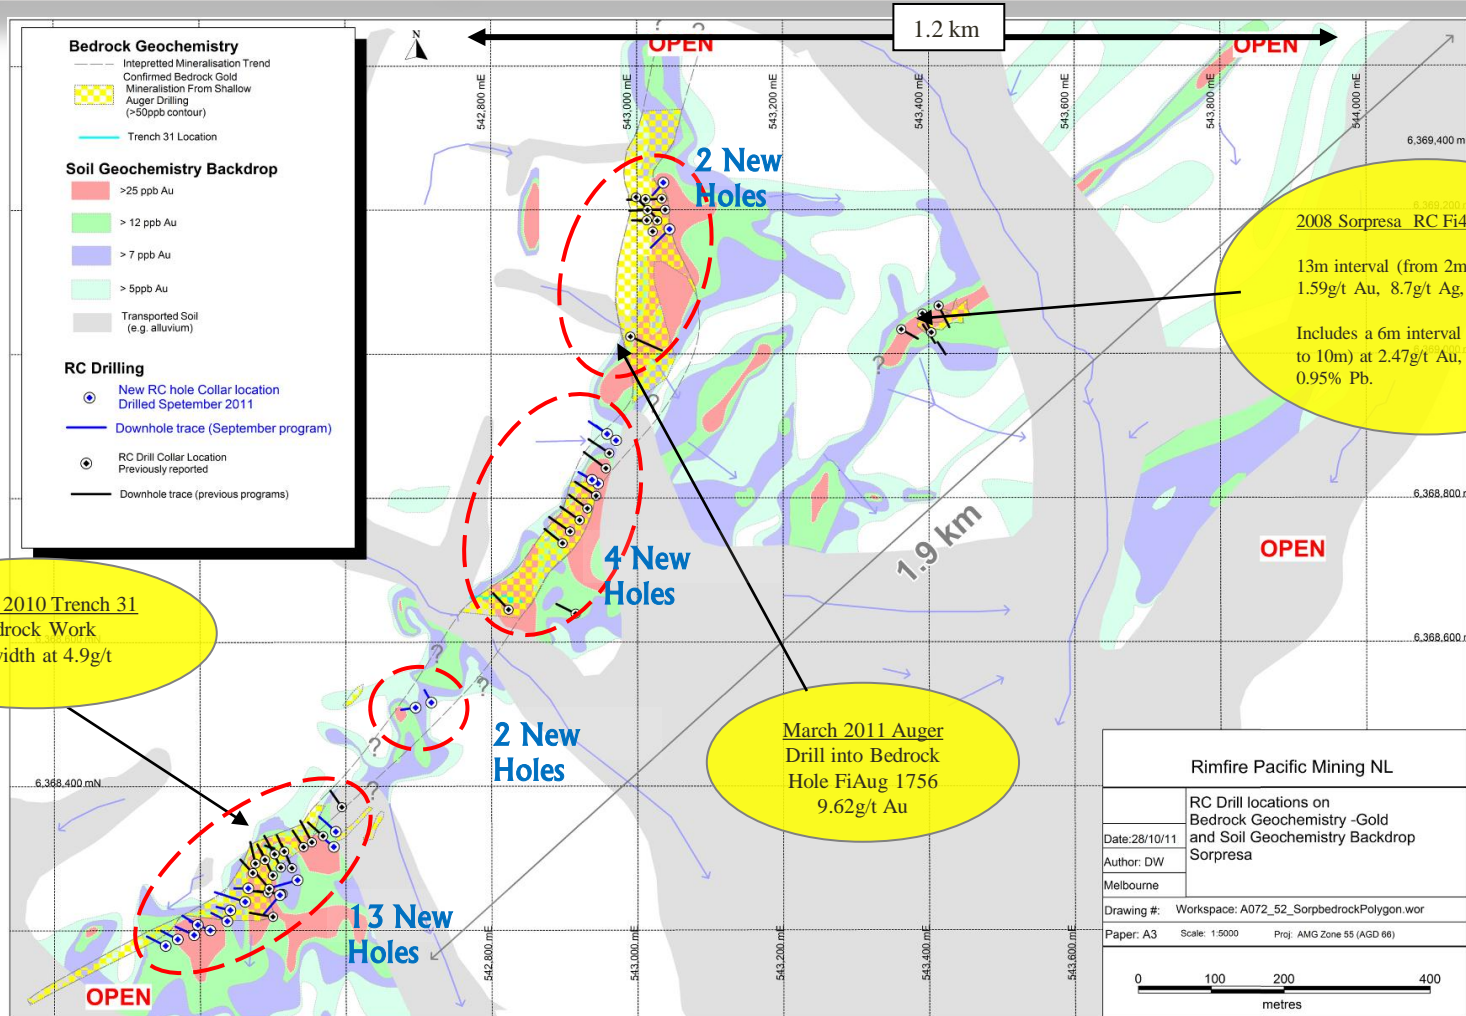 Bedrock Geochemistry
Intepretted Mineralisation Trend
Confirmed Bedrock Gold
Mineralistion From Shallow
Auger Drilling
(>50ppb contour)
Trench 31 Location
Soil Geochemistry Backdrop
>25 ppb Au
> 12 ppb Au
> 7 ppb Au
> 5ppb Au
Transported Soil
(e.g. alluvium)
RC Drilling
New RC hole Collar location
Drilled Spetember 2011
Downhole trace (September program)
RC Drill Collar Location
Previously reported
Downhole trace (previous programs)
N
1.2 km
OPEN
OPEN
542,800 mE
543,000 mE
543,200 mE
543,400 mE
543,600 mE
543,800 mE
544,000 mE
6,369,400 m
2 New
Holes
2008 Sorpresa RC Fi4
13m interval (from 2m
1.59g/t Au, 8.7g/t Ag,
Includes a 6m interval
to 10m) at 2.47g/t Au,
0.95% Pb.
6,368,800 m
4 New
Holes
1.9 km
OPEN
2010 Trench 31
drock Work
width at 4.9g/t
6,368,600 m
2 New
Holes
March 2011 Auger
Drill into Bedrock
Hole FiAug 1756
9.62g/t Au
6,368,400 mN
13 New
Holes
OPEN
542,800 mE
543,000 mE
543,200 mE
543,400 mE
543,600 mE
Rimfire Pacific Mining NL
RC Drill locations on
Bedrock Geochemistry -Gold
and Soil Geochemistry Backdrop
Sorpresa
Date:28/10/11
Author: DW
Melbourne
Drawing #: Workspace: A072_52_SorpbedrockPolygon.wor
Paper: A3 Scale: 1:5000 Proj: AMG Zone 55 (AGD 66)
0 100 200 400
metres